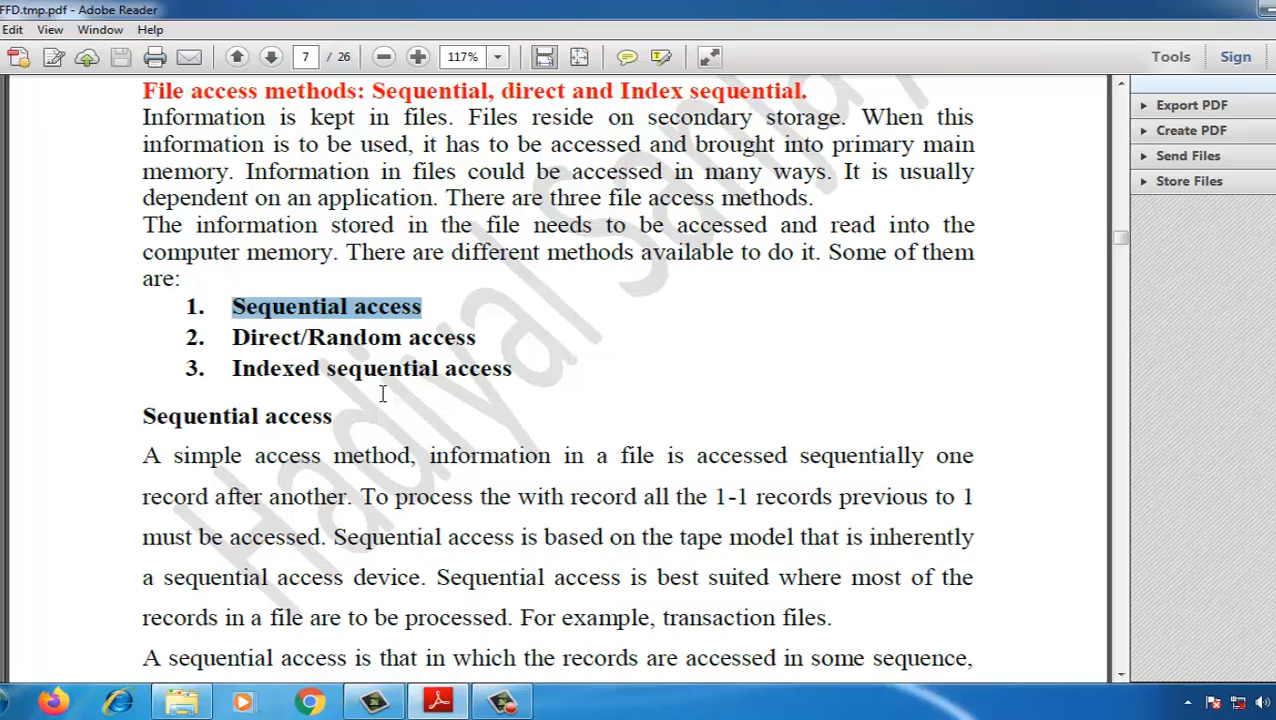 FFD.tmp.pdf - Adobe Reader
Edit View Window Help
7 / 26 117% Tools Sign
File access methods: Sequential, direct and Index sequential.
Information is kept in files. Files reside on secondary storage. When this
information is to be used, it has to be accessed and brought into primary main
memory. Information in files could be accessed in many ways. It is usually
dependent on an application. There are three file access methods.
The information stored in the file needs to be accessed and read into the
computer memory. There are different methods available to do it. Some of them
are:
1. Sequential access
2. Direct/Random access
3. Indexed sequential access
Sequential access
A simple access method, information in a file is accessed sequentially one
record after another. To process the with record all the 1-1 records previous to 1
must be accessed. Sequential access is based on the tape model that is inherently
a sequential access device. Sequential access is best suited where most of the
records in a file are to be processed. For example, transaction files.
A sequential access is that in which the records are accessed in some sequence,
Hadiyal Sanjay
Export PDF
Create PDF
Send Files
Store Files